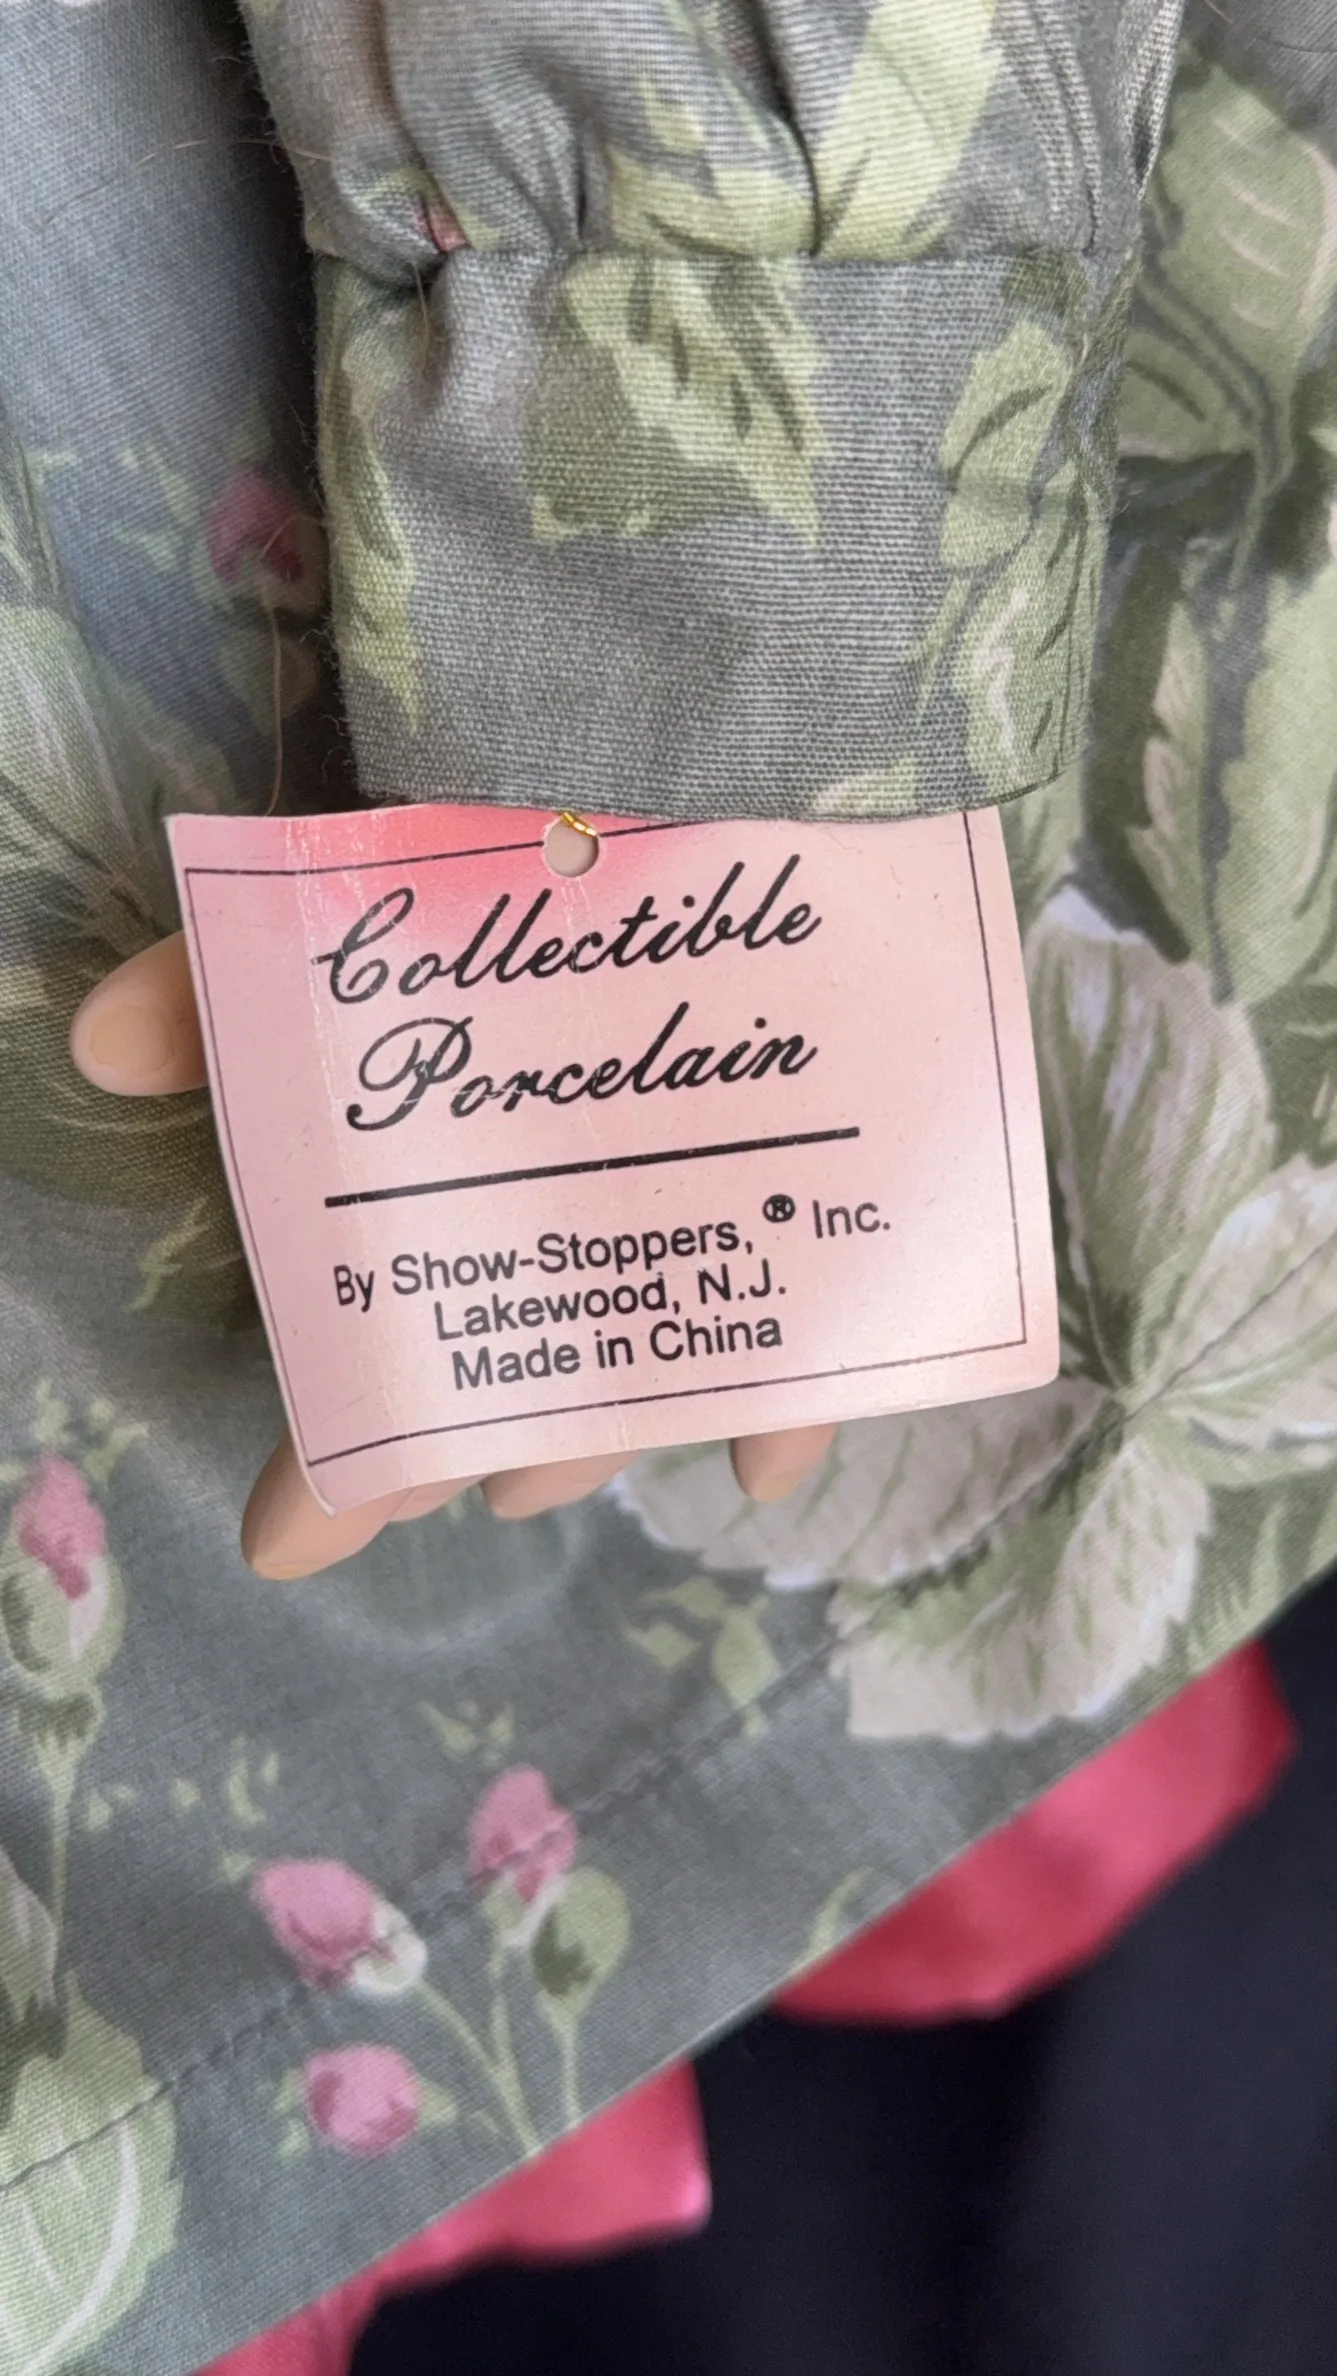 Collectible
Porcelain
By Show-Stoppers,® Inc.
Lakewood, N.J.
Made in China